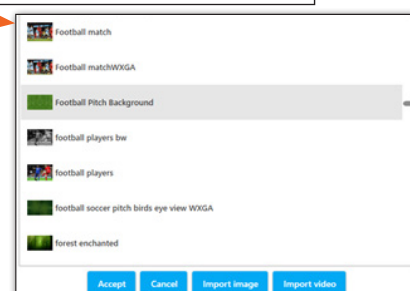 Football match
Football matchWXGA
Football Pitch Background
football players bw
football players
football soccer pitch birds eye view WXGA
forest enchanted
Accept Cancel Import image Import video